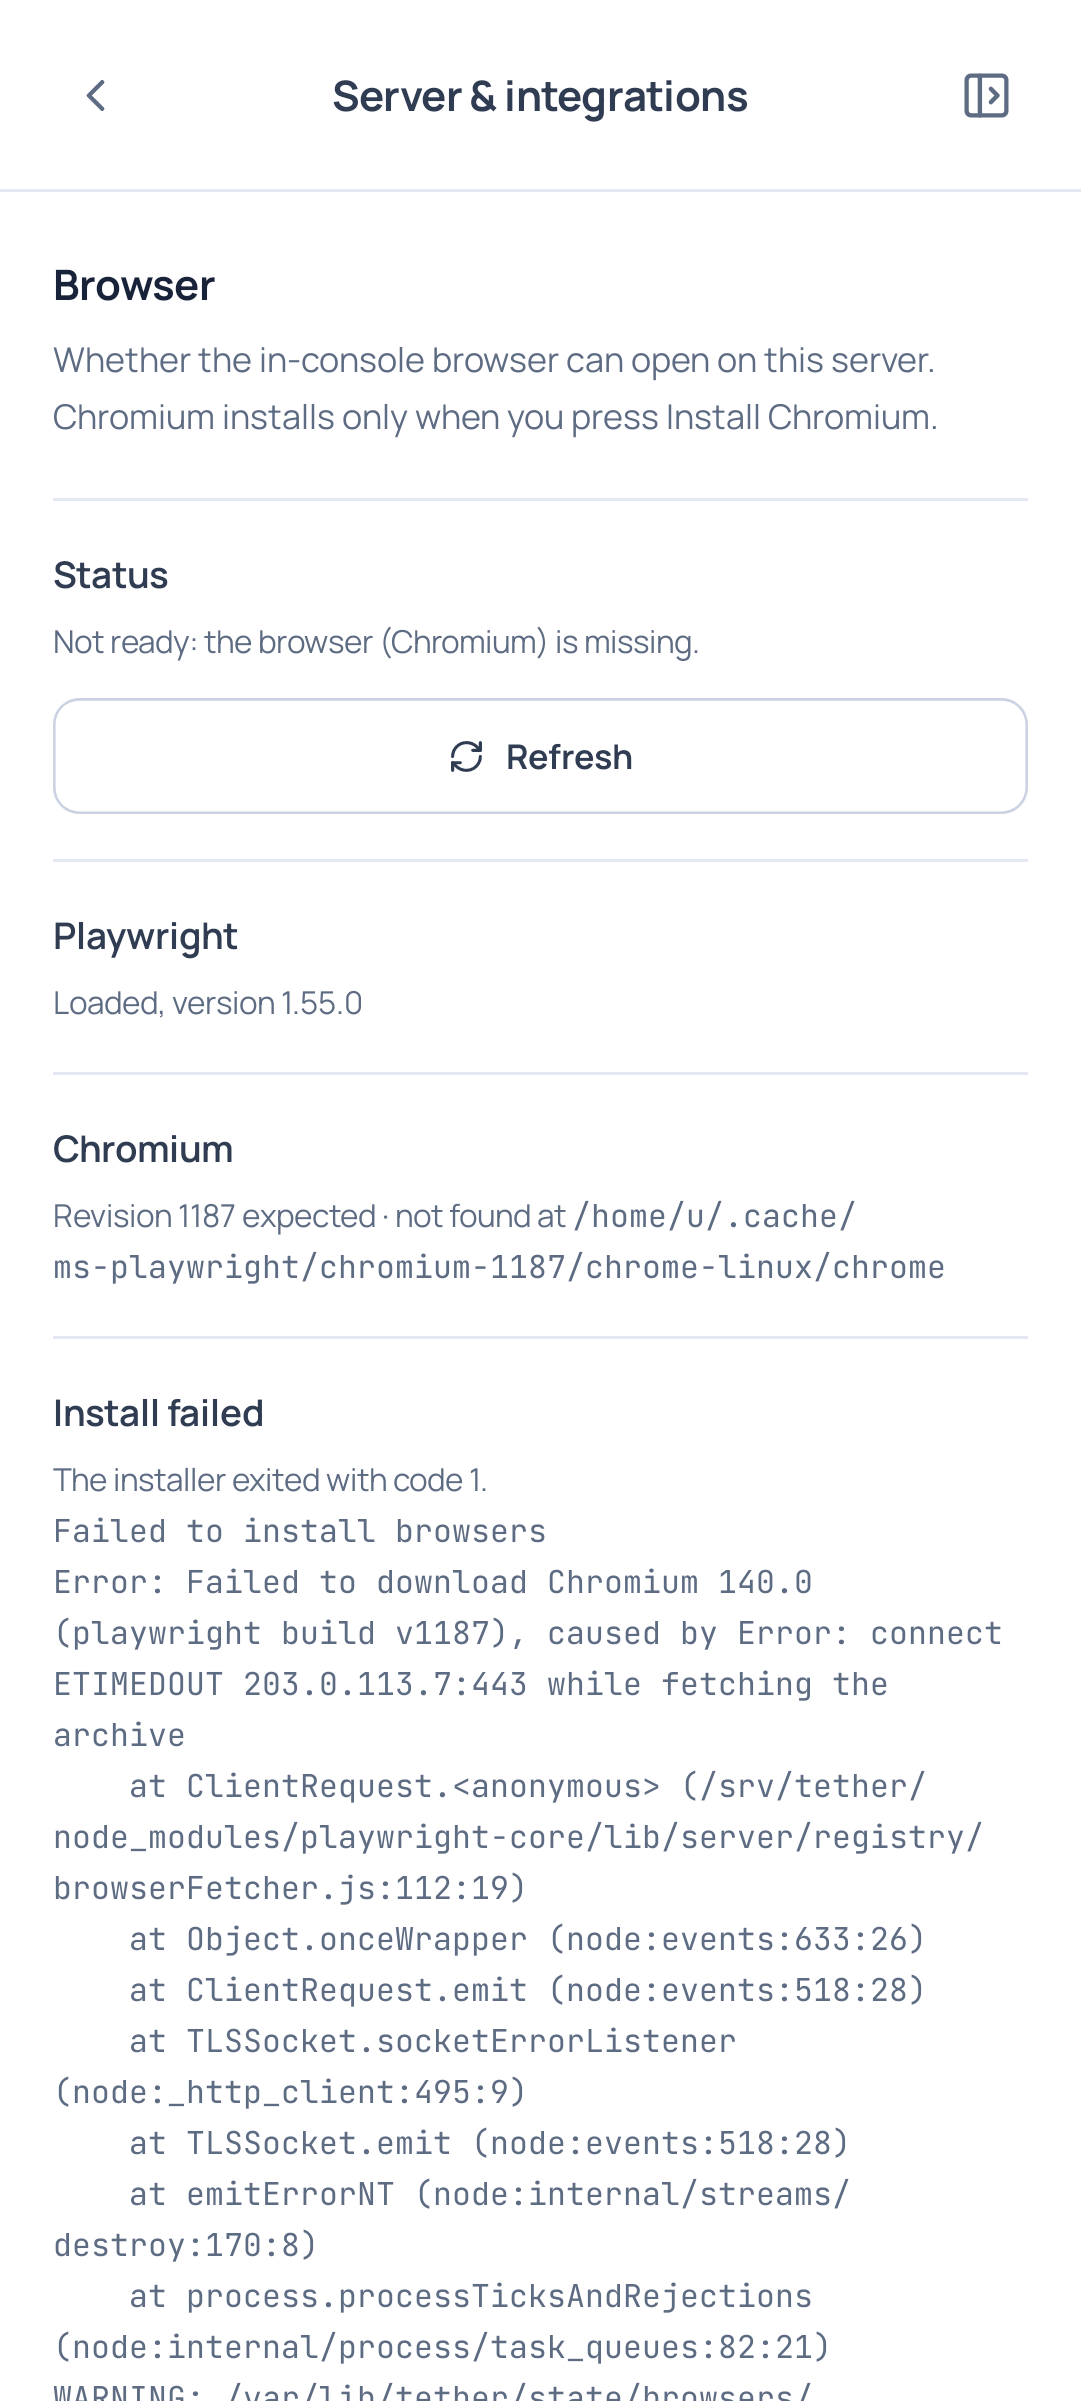 Server & integrations
Browser
Whether the in-console browser can open on this server.
Chromium installs only when you press Install Chromium.
Status
Not ready: the browser (Chromium) is missing.
Refresh
Playwright
Loaded, version 1.55.0
Chromium
Revision 1187 expected · not found at /home/u/.cache/
ms-playwright/chromium-1187/chrome-linux/chrome
Install failed
The installer exited with code 1.
Failed to install browsers
Error: Failed to download Chromium 140.0
(playwright build v1187), caused by Error: connect
ETIMEDOUT 203.0.113.7:443 while fetching the
archive
    at ClientRequest.<anonymous> (/srv/tether/
node_modules/playwright-core/lib/server/registry/
browserFetcher.js:112:19)
    at Object.onceWrapper (node:events:633:26)
    at ClientRequest.emit (node:events:518:28)
    at TLSSocket.socketErrorListener
(node:_http_client:495:9)
    at TLSSocket.emit (node:events:518:28)
    at emitErrorNT (node:internal/streams/
destroy:170:8)
    at process.processTicksAndRejections
(node:internal/process/task_queues:82:21)
WARNING: /var/lib/tether/state/browsers/